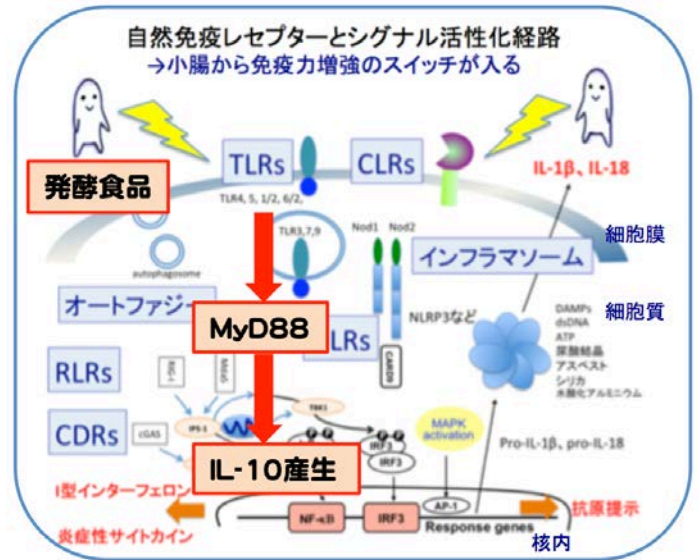 自然免疫レセプターとシグナル活性化経路
→小腸から免疫力増強のスイッチが入る
TLRs
CLRs
IL-1β、IL-18
発酵食品
TLR4, 5, 1/2, 6/2,
TLR3,7,9
Nod1
Nod2
細胞膜
インフラマソーム
autophagosome
オートファジー
細胞質
MyD88
LRs
NLRP3など
DAMPs
dsDNA
ATP
尿酸結晶
アスベスト
シリカ
水酸化アルミニウム
RLRs
RIG-I
Mda5
CARD9
IPS-1
TBK1
CDRs
cGAS
MAPK
activation
IL-10産生
IRF3
IRF3
Pro-IL-1β、pro-IL-18
I型インターフェロン
炎症性サイトカイン
NF-κB
IRF3
AP-1
Response genes
抗原提示
核内